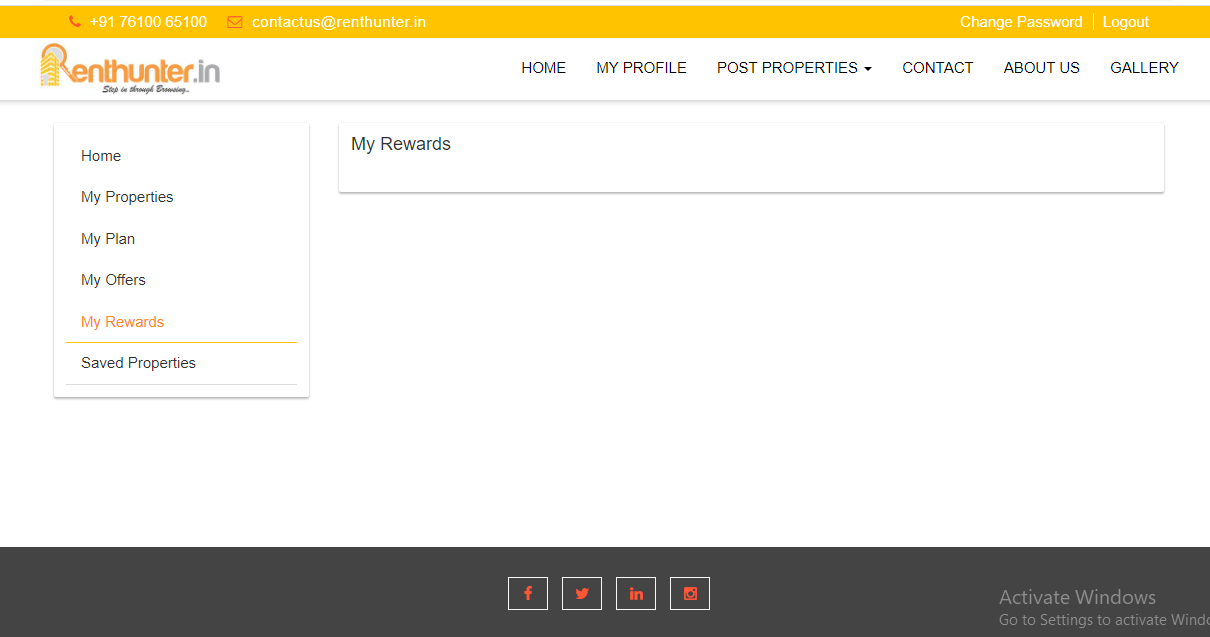 +91 76100 65100 contactus@renthunter.in Change Password Logout
Renthunter.in
Step in through Browsing..
HOME MY PROFILE POST PROPERTIES CONTACT ABOUT US GALLERY
My Rewards
Home
My Properties
My Plan
My Offers
My Rewards
Saved Properties
Activate Windows
Go to Settings to activate Windo